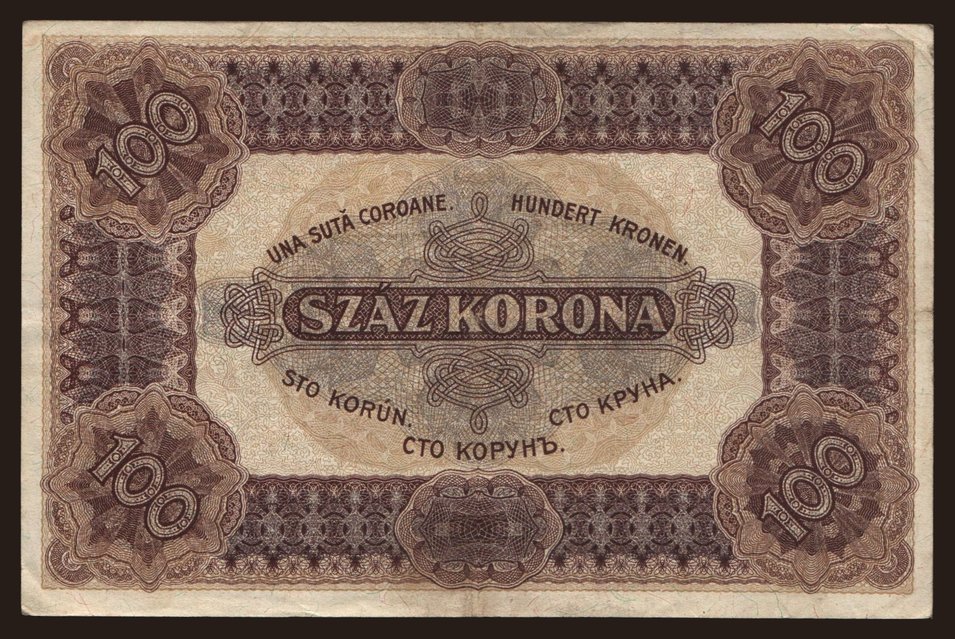 100
100
UNA SUTĂ COROANE.
HUNDERT KRONEN.
SZÁZ KORONA
STO KORÚN.
СТО КОРУНЪ.
СТО КРУНА.
100
100